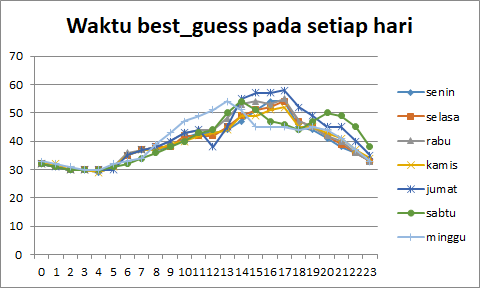 Waktu best_guess pada setiap hari
70
60
50
40
30
20
10
0
0 1 2 3 4 5 6 7 8 9 10 11 12 13 14 15 16 17 18 19 20 21 22 23
senin
selasa
rabu
kamis
jumat
sabtu
minggu